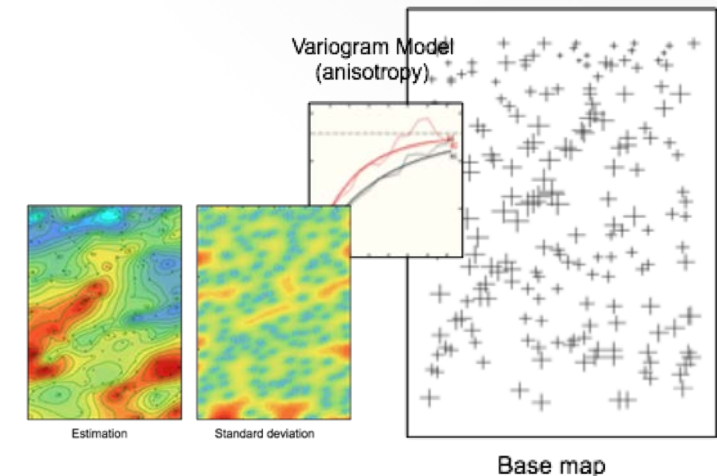 Variogram Model
(anisotropy)
Estimation
Standard deviation
Base map